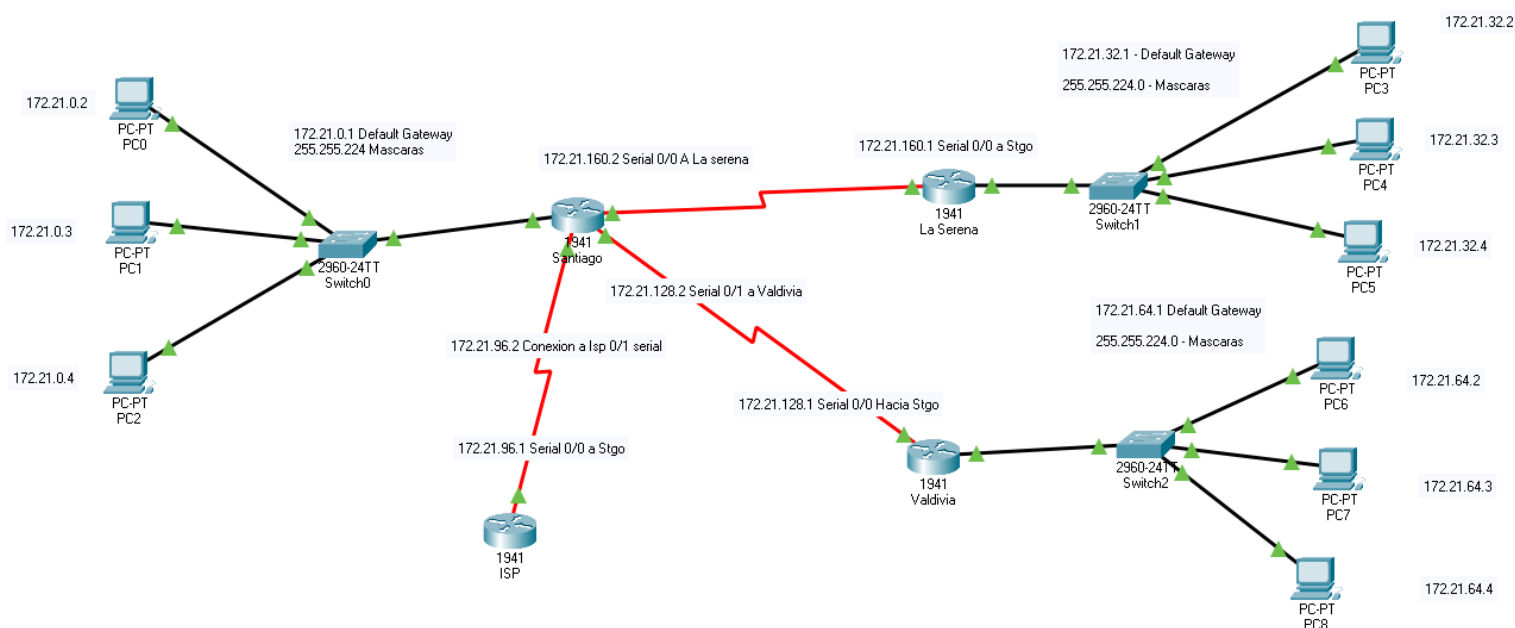 172.21.0.2
PC-PT
PC0
172.21.0.1 Default Gateway
255.255.224 Mascaras
172.21.0.3
PC-PT
PC1
2960-24TT
Switch0
172.21.0.4
PC-PT
PC2
172.21.160.2 Serial 0/0 A La serena
1941
Santiago
172.21.160.1 Serial 0/0 a Stgo
1941
La Serena
172.21.32.1 - Default Gateway
255.255.224.0 - Mascaras
2960-24TT
Switch1
172.21.32.2
PC-PT
PC3
172.21.32.3
PC-PT
PC4
172.21.32.4
PC-PT
PC5
172.21.128.2 Serial 0/1 a Valdivia
172.21.96.2 Conexion a Isp 0/1 serial
172.21.96.1 Serial 0/0 a Stgo
1941
ISP
172.21.128.1 Serial 0/0 Hacia Stgo
1941
Valdivia
172.21.64.1 Default Gateway
255.255.224.0 - Mascaras
2960-24TT
Switch2
172.21.64.2
PC-PT
PC6
172.21.64.3
PC-PT
PC7
172.21.64.4
PC-PT
PC8